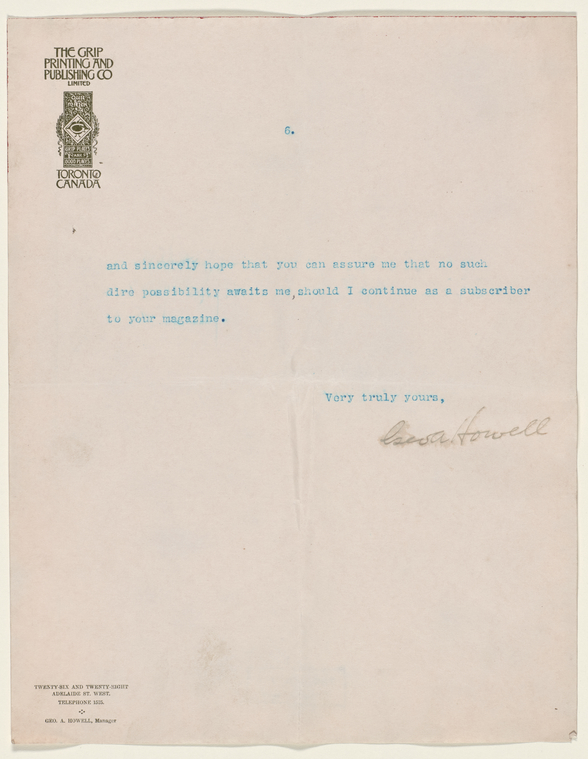 THE GRIP
PRINTING AND
PUBLISHING CO
LIMITED
TORONTO
CANADA
6.
and sincerely hope that you can assure me that no such
dire possibility awaits me,should I continue as a subscriber
to your magazine.
Very truly yours,
Howell
TWENTY-SIX AND TWENTY-EIGHT
ADELAIDE ST. WEST.
TELEPHONE
GEO. A. HOWELL, Manager